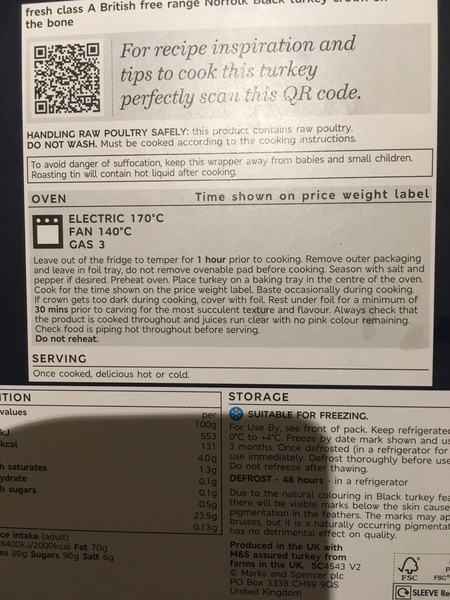 fresh class A British free range Norfolk Black turkey crown on
the bone
For recipe inspiration and
tips to cook this turkey
perfectly scan this QR code.
HANDLING RAW POULTRY SAFELY: this product contains raw poultry.
DO NOT WASH. Must be cooked according to the cooking instructions.
To avoid danger of suffocation, keep this wrapper away from babies and small children.
Roasting tin will contain hot liquid after cooking.
OVEN Time shown on price weight label
ELECTRIC 170°C
FAN 140°C
GAS 3
Leave out of the fridge to temper for 1 hour prior to cooking. Remove outer packaging
and leave in foil tray, do not remove ovenable pad before cooking. Season with salt and
pepper if desired. Preheat oven. Place turkey on a baking tray in the centre of the oven.
Cook for the time shown on the price weight label. Baste occasionally during cooking.
If crown gets too dark during cooking, cover with foil. Rest under foil for a minimum of
30 mins prior to carving for the most succulent texture and flavour. Always check that
the product is cooked throughout and juices run clear with no pink colour remaining.
Check food is piping hot throughout before serving.
Do not reheat.
SERVING
Once cooked, delicious hot or cold.
ITION
values per
100g
kJ 553
kcal 131
4.0g
h saturates 1.3g
ydrate 0.1g
h sugars 0.1g
0.5g
23.5g
0.13g
ce intake (adult)
8400kJ/2000kcal Fat 70g
es 20g Sugars 90g Salt 6g
STORAGE
SUITABLE FOR FREEZING.
For Use By, see front of pack. Keep refrigerated
0°C to +4°C. Freeze by date mark shown and us
3 months. Once defrosted (in a refrigerator for
use immediately. Defrost thoroughly before use
Do not refreeze after thawing.
DEFROST - 48 hours - in a refrigerator
Due to the natural colouring in Black turkey fea
there will be visible marks below the skin cause
pigmentation in the feathers. The marks may ap
bruises, but it is a naturally occurring pigmentat
has no detrimental effect on quality.
Produced in the UK with
M&S assured turkey from
farms in the UK. SC4543 V2
© Marks and Spencer plc
PO Box 3339 CH99 9QS
United Kingdom
FSC
P
FSC®
SLEEVE Re